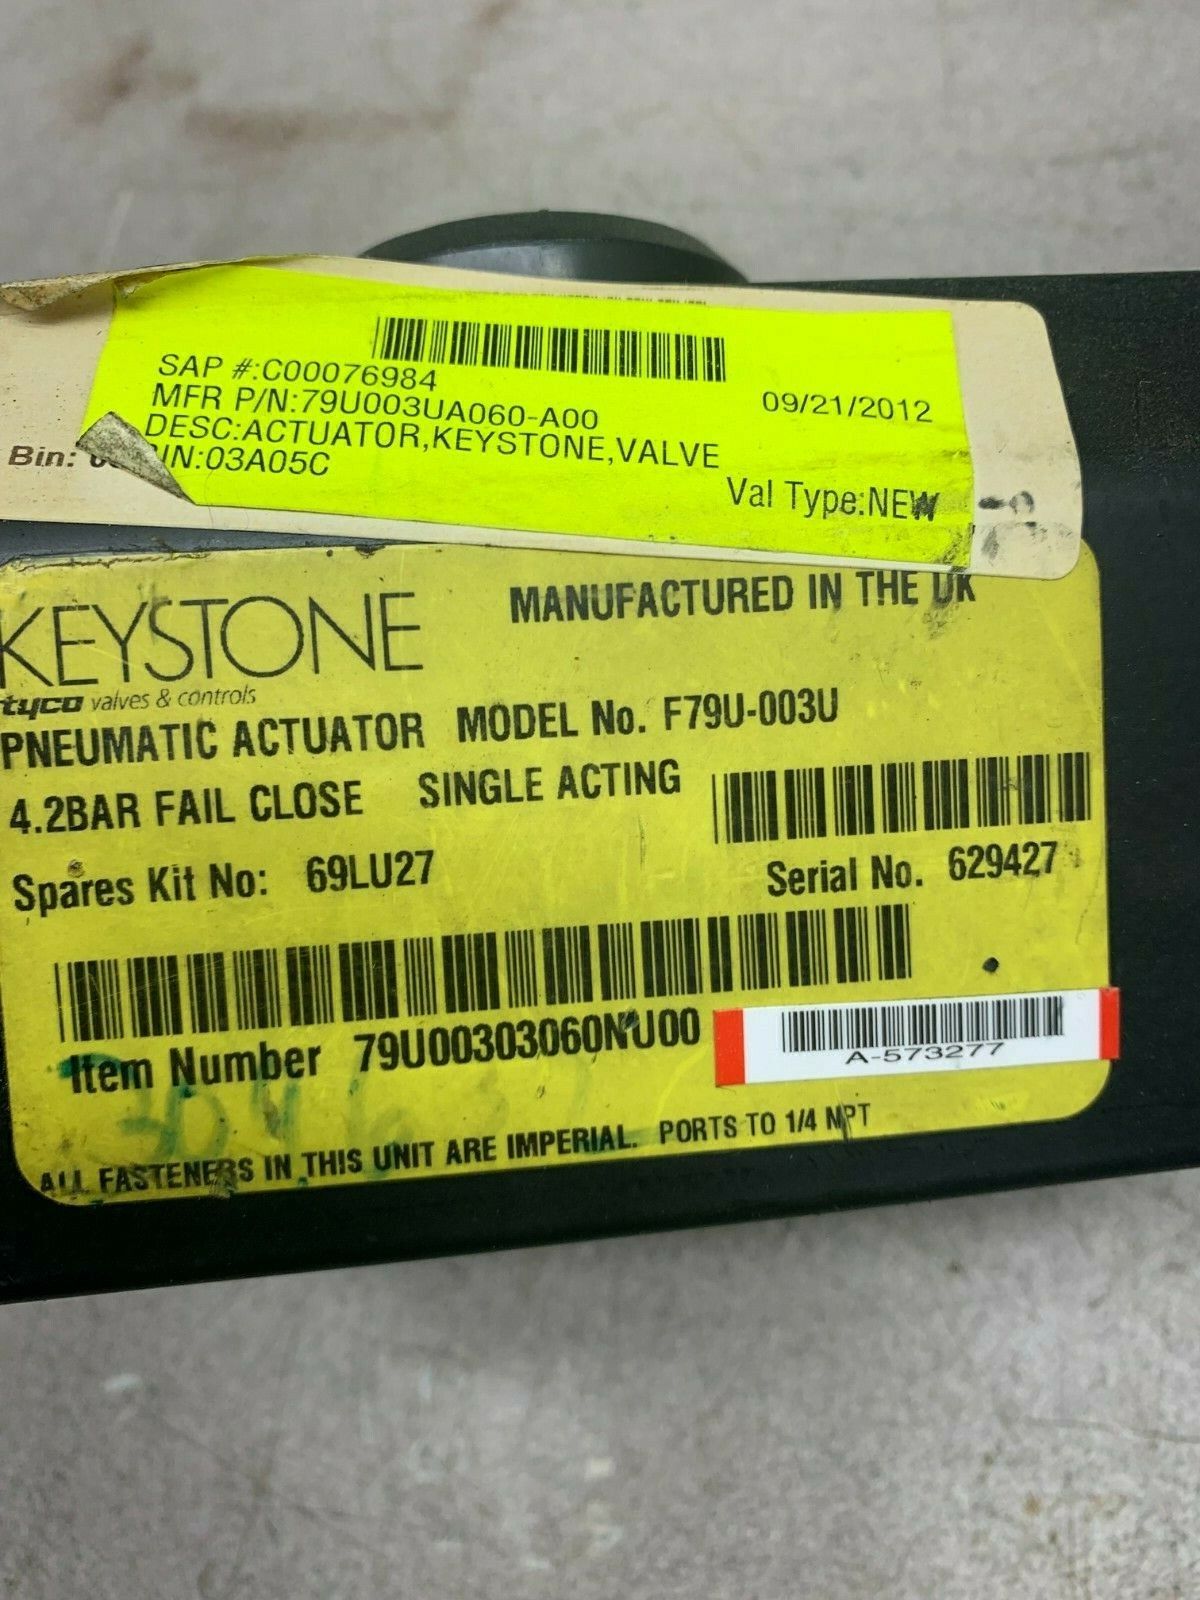 SAP #:C00076984
09/21/2012
MFR P/N:79U003UA060-A00
DESC:ACTUATOR,KEYSTONE,VALVE
BIN:03A05C
Val Type:NEW
Bin:
KEYSTONE
MANUFACTURED IN THE UK
tyco valves & controls
PNEUMATIC ACTUATOR MODEL No. F79U-003U
4.2BAR FAIL CLOSE SINGLE ACTING
Spares Kit No: 69LU27
Serial No. 629427
Item Number 79U00303060NU00
A-573277
ALL FASTENERS IN THIS UNIT ARE IMPERIAL. PORTS TO 1/4 NPT